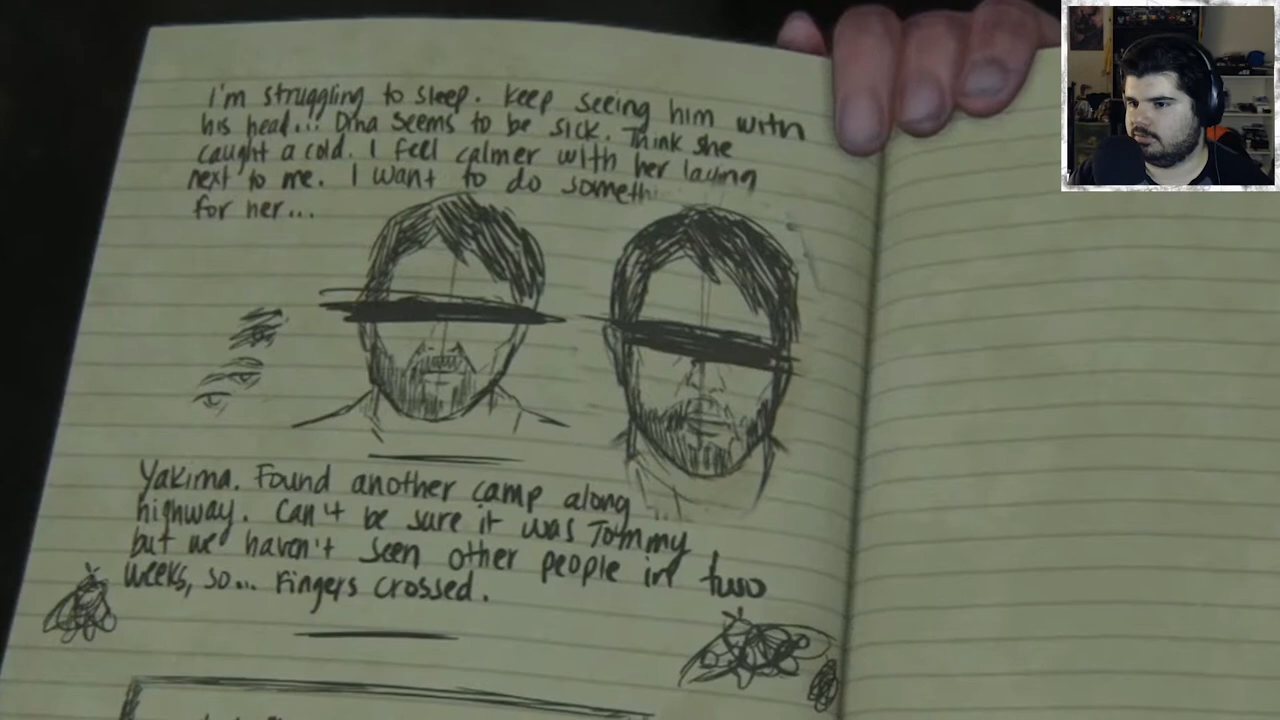 I'm struggling to sleep. Keep seeing him with
his head... Dina seems to be sick. Think she
caught a cold. I feel calmer with her laying
next to me. I want to do someth
for her...
Yakima. Found another camp along
highway. Can't be sure it was Tommy
but we haven't seen other people in two
weeks, so... Fingers crossed.